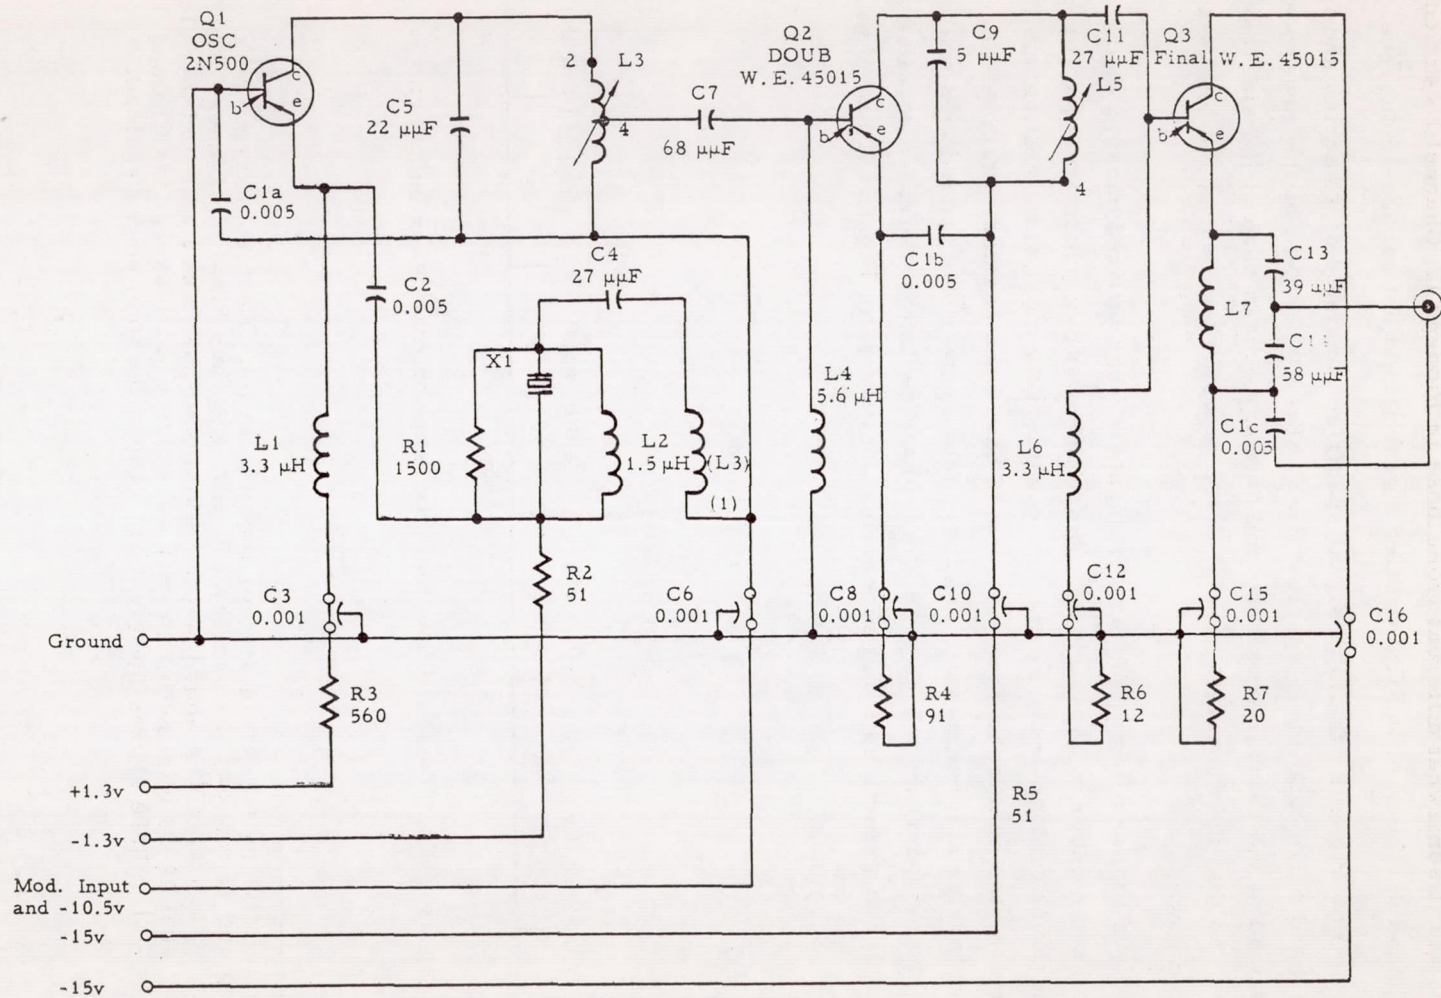 Q1
OSC
2N500
c
b
e
C1a
0.005
C5
22 μμF
2
L3
4
C7
68 μμF
Q2
DOUB
W.E.45015
c
b
e
C9
5 μμF
C11
27 μμF
L5
4
Q3
Final W.E.45015
c
b
e
C2
0.005
C4
27 μμF
C1b
0.005
C13
39 μμF
L7
58 μμF
C1c
0.005
X1
L4
5.6 μH
L1
3.3 μH
R1
1500
L2
1.5 μH
(L3)
(1)
L6
3.3 μH
R2
51
C3
0.001
C6
0.001
C8
0.001
C10
0.001
C12
0.001
C15
0.001
C16
0.001
Ground
R3
560
R4
91
R6
12
R7
20
+1.3v
R5
51
-1.3v
Mod. Input
and -10.5v
-15v
-15v